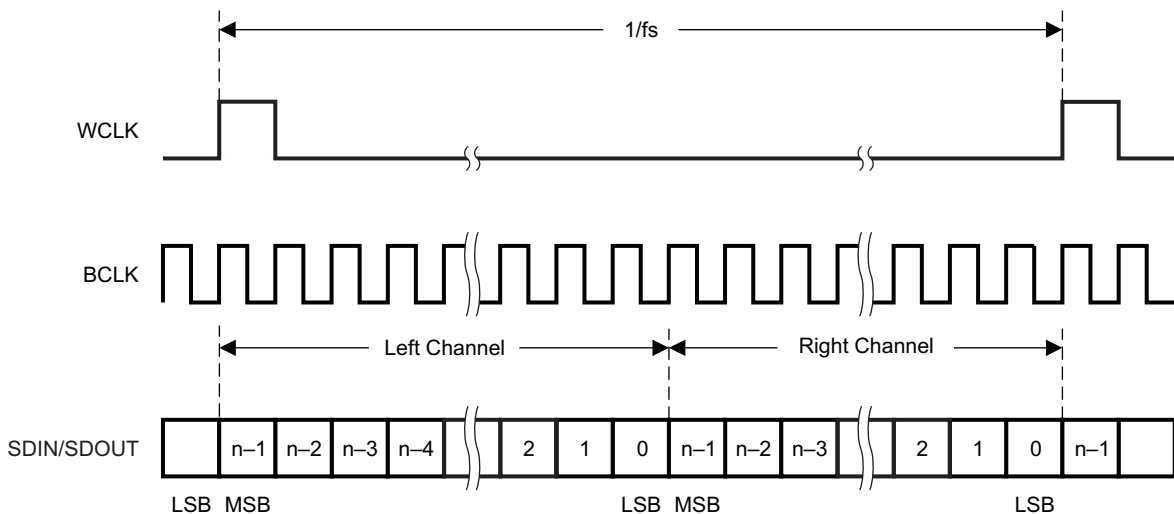 1/fs
WCLK
BCLK
Left Channel
Right Channel
SDIN/SDOUT
n–1 n–2 n–3 n–4 2 1 0 n–1 n–2 n–3 2 1 0 n–1
LSB MSB LSB MSB LSB